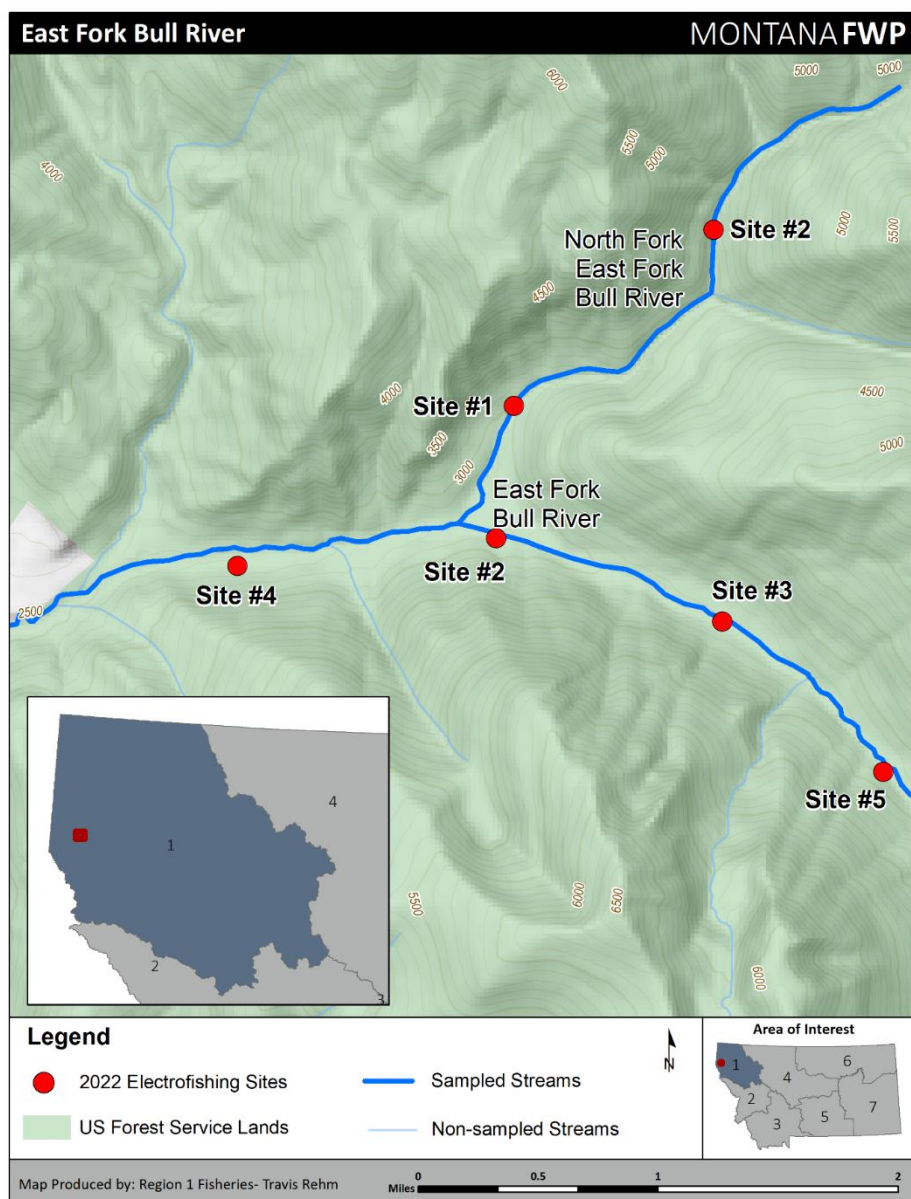 East Fork Bull River
MONTANA FWP
6000
5000
5000
5500
5000
4000
Site #2
North Fork
East Fork
Bull River
5000
5500
4500
4000
Site #1
4500
3500
5000
3000
East Fork
Bull River
Site #2
Site #4
Site #3
2500
Site #5
4
1
2
3
5500
6000
6500
6000
Legend
2022 Electrofishing Sites
US Forest Service Lands
Sampled Streams
Non-sampled Streams
N
Area of Interest
1
4
6
2
3
5
7
Map Produced by: Region 1 Fisheries- Travis Rehm
Miles
0
0.5
1
2